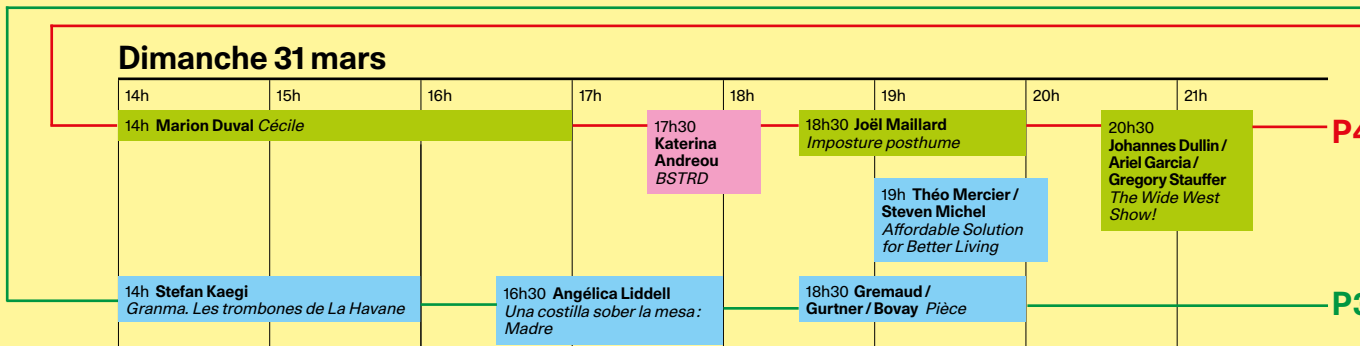 Dimanche 31 mars
14h
15h
16h
17h
18h
19h
20h
21h
14h Marion Duval Cécile
17h30
Katerina
Andreou
BSTRD
18h30 Joël Maillard
Imposture posthume
20h30
Johannes Dullin /
Ariel Garcia /
Gregory Stauffer
The Wide West
Show!
P4
19h Théo Mercier /
Steven Michel
Affordable Solution
for Better Living
14h Stefan Kaegi
Granma. Les trombones de La Havane
16h30 Angélica Liddell
Una costilla sober la mesa :
Madre
18h30 Gremaud /
Gurtner / Bovay Pièce
P3